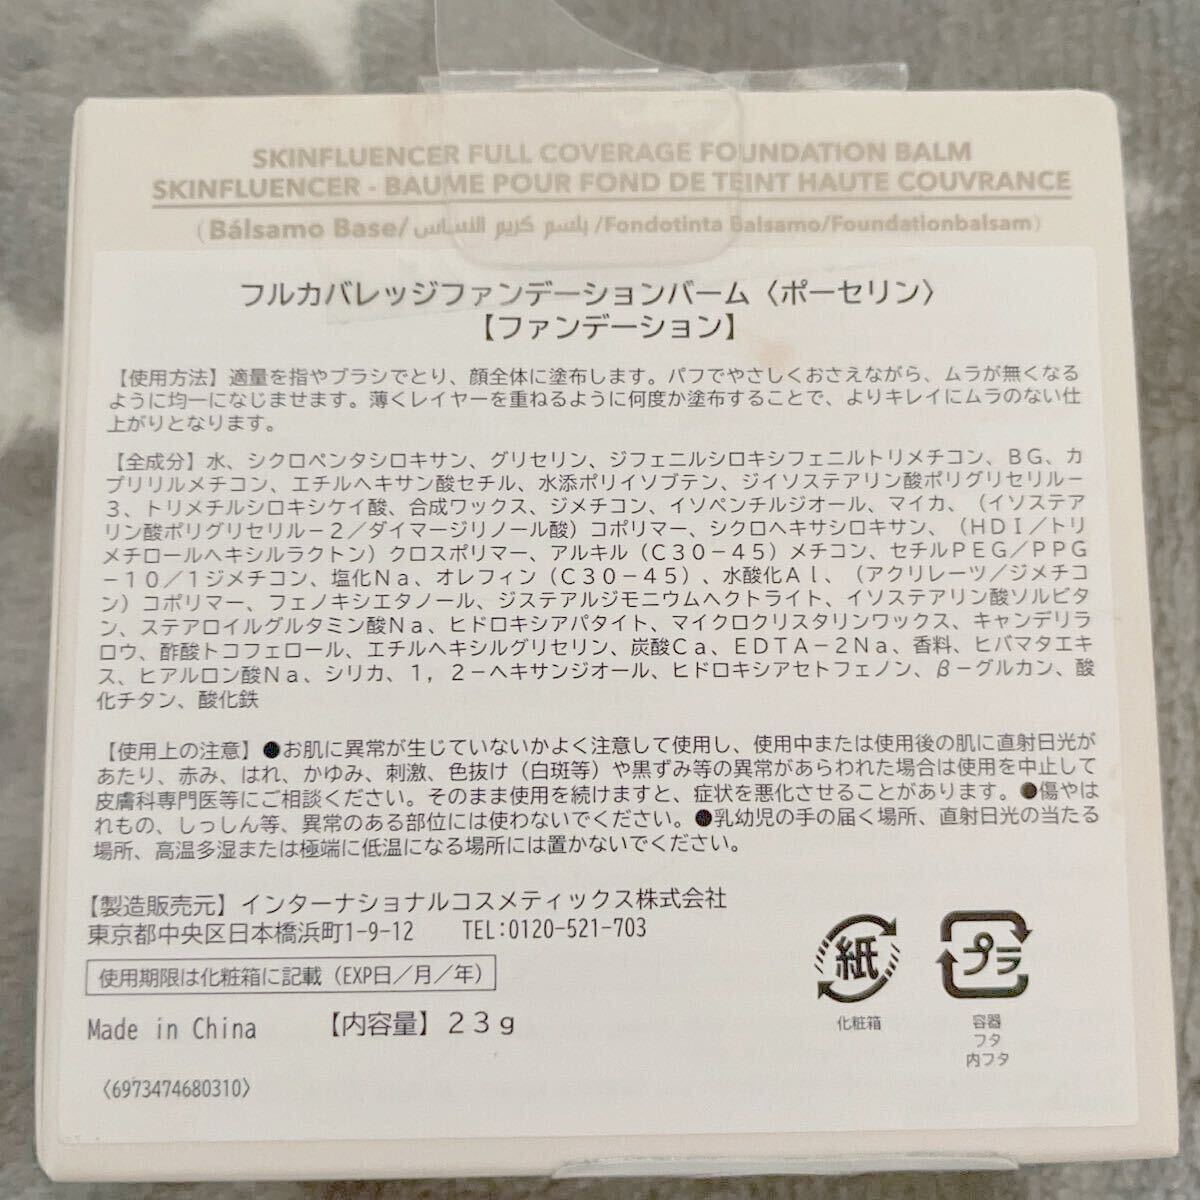 SKINFLUENCER FULL COVERAGE FOUNDATION BALM
SKINFLUENCER - BAUME POUR FOND DE TEINT HAUTE COUVRANCE
(Bálsamo Base/بلسم كريم الأساس/Fondotinta Balsamo/Foundationbalsam)
フルカバレッジファンデーションバーム〈ポーセリン〉
【ファンデーション】
【使用方法】適量を指やブラシでとり、顔全体に塗布します。パフでやさしくおさえながら、ムラが無くなる
ように均一になじませます。薄くレイヤーを重ねるように何度か塗布することで、よりキレイにムラのない仕
上がりとなります。
【全成分】水、シクロペンタシロキサン、グリセリン、ジフェニルシロキシフェニルトリメチコン、ＢＧ、カ
プリリルメチコン、エチルヘキサン酸セチル、水添ポリイソブテン、ジイソステアリン酸ポリグリセリル－
３、トリメチルシロキシケイ酸、合成ワックス、ジメチコン、イソペンチルジオール、マイカ、（イソステア
リン酸ポリグリセリル－２／ダイマージリノール酸）コポリマー、シクロヘキサシロキサン、（ＨＤＩ／トリ
メチロールヘキシルラクトン）クロスポリマー、アルキル（Ｃ３０－４５）メチコン、セチルＰＥＧ／ＰＰＧ
－１０／１ジメチコン、塩化Ｎａ、オレフィン（Ｃ３０－４５）、水酸化Ａｌ、（アクリレーツ／ジメチコ
ン）コポリマー、フェノキシエタノール、ジステアルジモニウムヘクトライト、イソステアリン酸ソルビタ
ン、ステアロイルグルタミン酸Ｎａ、ヒドロキシアパタイト、マイクロクリスタリンワックス、キャンデリラ
ロウ、酢酸トコフェロール、エチルヘキシルグリセリン、炭酸Ｃａ、ＥＤＴＡ－２Ｎａ、香料、ヒバマタエキ
ス、ヒアルロン酸Ｎａ、シリカ、１，２－ヘキサンジオール、ヒドロキシアセトフェノン、β－グルカン、酸
化チタン、酸化鉄
【使用上の注意】●お肌に異常が生じていないかよく注意して使用し、使用中または使用後の肌に直射日光が
あたり、赤み、はれ、かゆみ、刺激、色抜け（白斑等）や黒ずみ等の異常があらわれた場合は使用を中止して
皮膚科専門医等にご相談ください。そのまま使用を続けますと、症状を悪化させることがあります。●傷やは
れもの、しっしん等、異常のある部位には使わないでください。●乳幼児の手の届く場所、直射日光の当たる
場所、高温多湿または極端に低温になる場所には置かないでください。
【製造販売元】インターナショナルコスメティックス株式会社
東京都中央区日本橋浜町1-9-12 TEL:0120-521-703
使用期限は化粧箱に記載（EXP日／月／年）
Made in China 【内容量】２３ｇ
〈6973474680310〉
紙
化粧箱
プラ
容器
フタ
内フタ